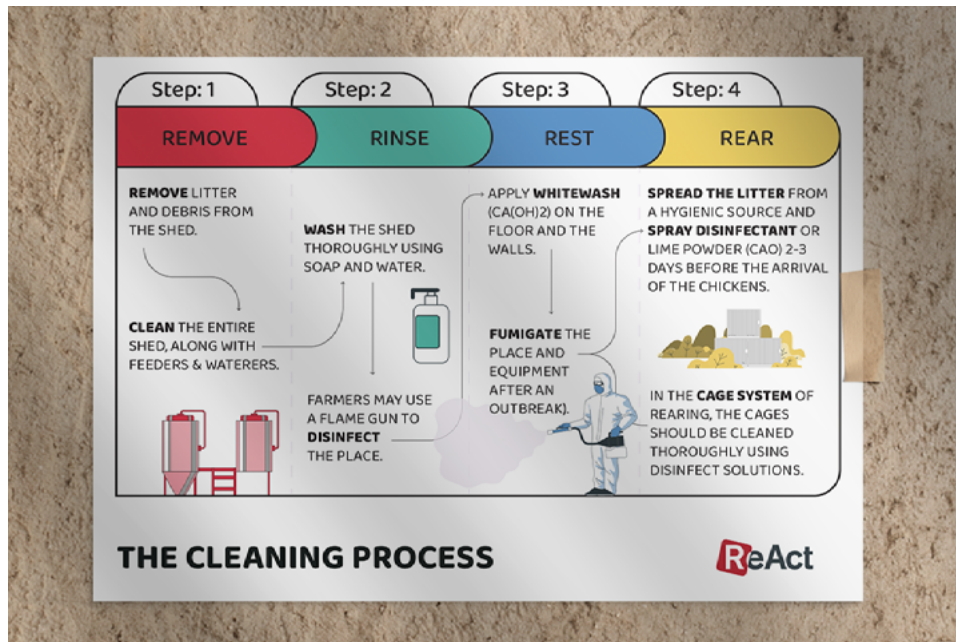 Step: 1
REMOVE
REMOVE LITTER
AND DEBRIS FROM
THE SHED.
CLEAN THE ENTIRE
SHED, ALONG WITH
FEEDERS & WATERERS.
Step: 2
RINSE
WASH THE SHED
THOROUGHLY USING
SOAP AND WATER.
FARMERS MAY USE
A FLAME GUN TO
DISINFECT
THE PLACE.
Step: 3
REST
APPLY WHITEWASH
(CA(OH)2) ON THE
FLOOR AND THE
WALLS.
FUMIGATE THE
PLACE AND
EQUIPMENT
AFTER AN
OUTBREAK).
Step: 4
REAR
SPREAD THE LITTER FROM
A HYGIENIC SOURCE AND
SPRAY DISINFECTANT OR
LIME POWDER (CAO) 2-3
DAYS BEFORE THE ARRIVAL
OF THE CHICKENS.
IN THE CAGE SYSTEM OF
REARING, THE CAGES
SHOULD BE CLEANED
THOROUGHLY USING
DISINFECT SOLUTIONS.
THE CLEANING PROCESS
ReAct